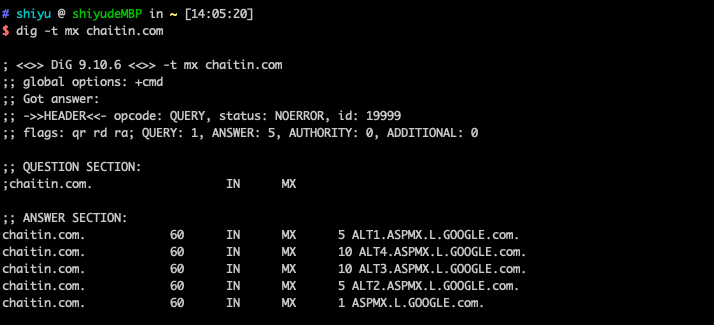 # shiyu @ shiyudeMBP in ~ [14:05:20]
$ dig -t mx chaitin.com
; <<>> DiG 9.10.6 <<>> -t mx chaitin.com
;; global options: +cmd
;; Got answer:
;; ->>HEADER<<- opcode: QUERY, status: NOERROR, id: 19999
;; flags: qr rd ra; QUERY: 1, ANSWER: 5, AUTHORITY: 0, ADDITIONAL: 0
;; QUESTION SECTION:
;chaitin.com. IN MX
;; ANSWER SECTION:
chaitin.com. 60 IN MX 5 ALT1.ASPMX.L.GOOGLE.com.
chaitin.com. 60 IN MX 10 ALT4.ASPMX.L.GOOGLE.com.
chaitin.com. 60 IN MX 10 ALT3.ASPMX.L.GOOGLE.com.
chaitin.com. 60 IN MX 5 ALT2.ASPMX.L.GOOGLE.com.
chaitin.com. 60 IN MX 1 ASPMX.L.GOOGLE.com.